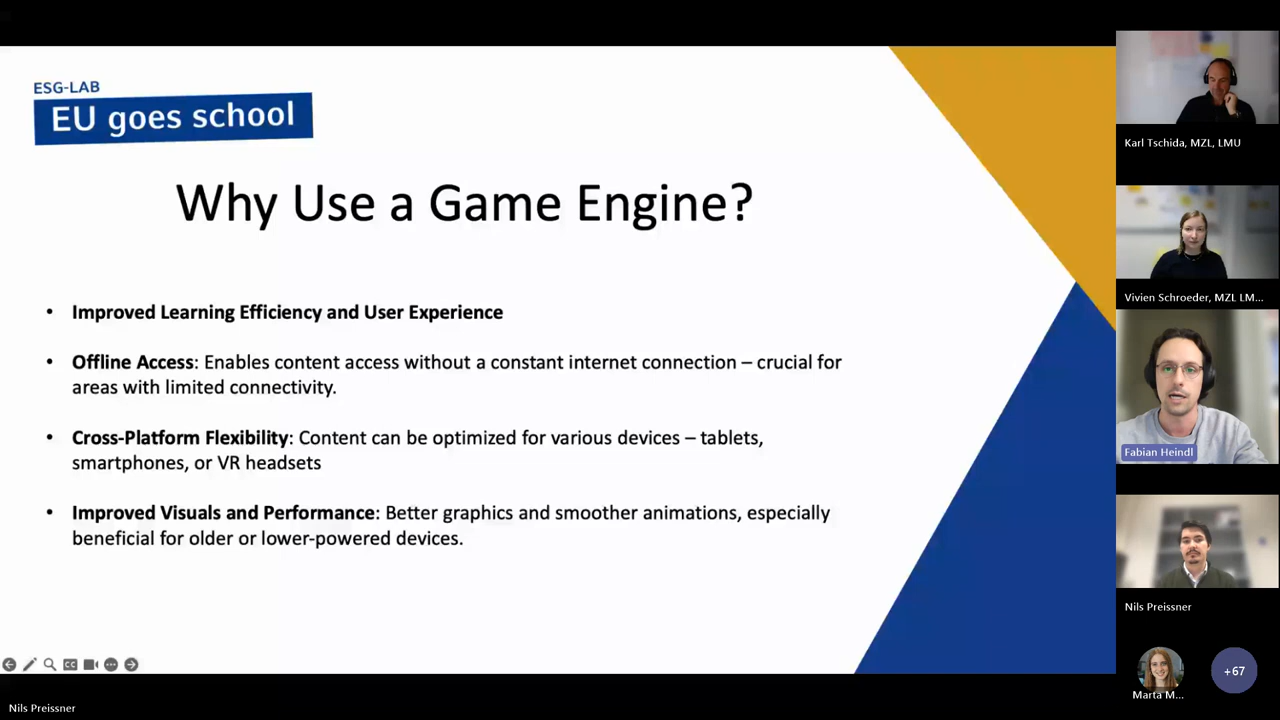 ESG-LAB
EU goes school
Why Use a Game Engine?
• Improved Learning Efficiency and User Experience
• Offline Access: Enables content access without a constant internet connection – crucial for
areas with limited connectivity.
• Cross-Platform Flexibility: Content can be optimized for various devices – tablets,
smartphones, or VR headsets
• Improved Visuals and Performance: Better graphics and smoother animations, especially
beneficial for older or lower-powered devices.
CC
Nils Preissner
Karl Tschida, MZL, LMU
Vivien Schroeder, MZL LM...
Fabian Heindl
Nils Preissner
Marta M...
+67